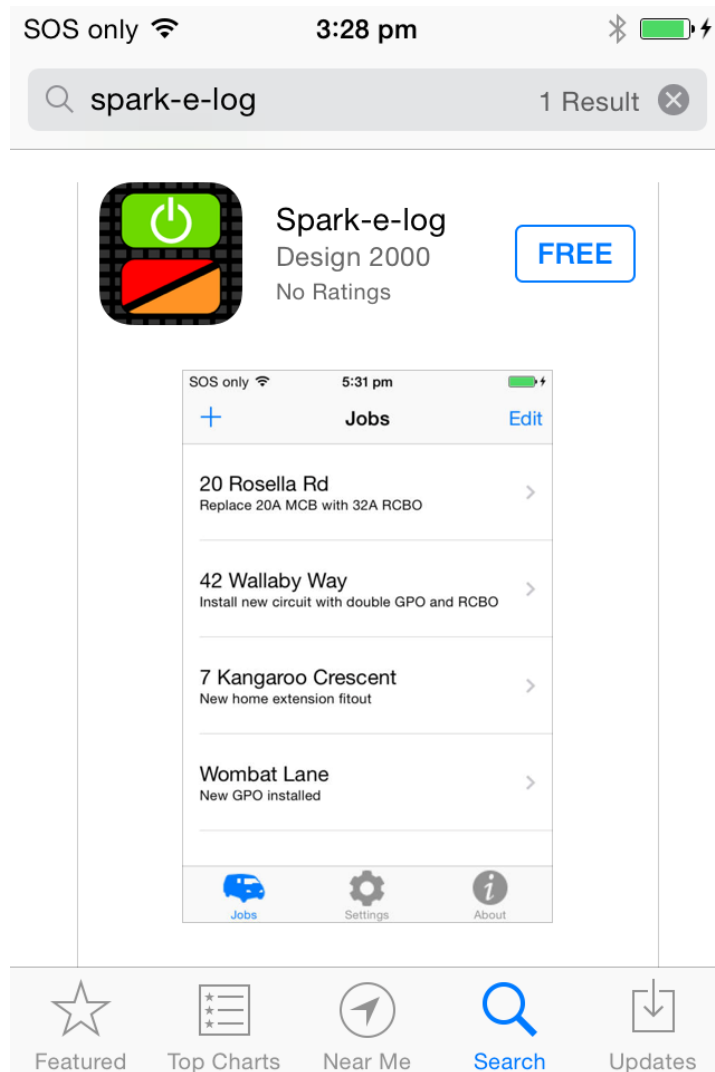 SOS only 3:28 pm
spark-e-log 1 Result
Spark-e-log
Design 2000
FREE
No Ratings
SOS only 5:31 pm
+ Jobs Edit
20 Rosella Rd
Replace 20A MCB with 32A RCBO
42 Wallaby Way
Install new circuit with double GPO and RCBO
7 Kangaroo Crescent
New home extension fitout
Wombat Lane
New GPO installed
Jobs Settings About
Featured Top Charts Near Me Search Updates